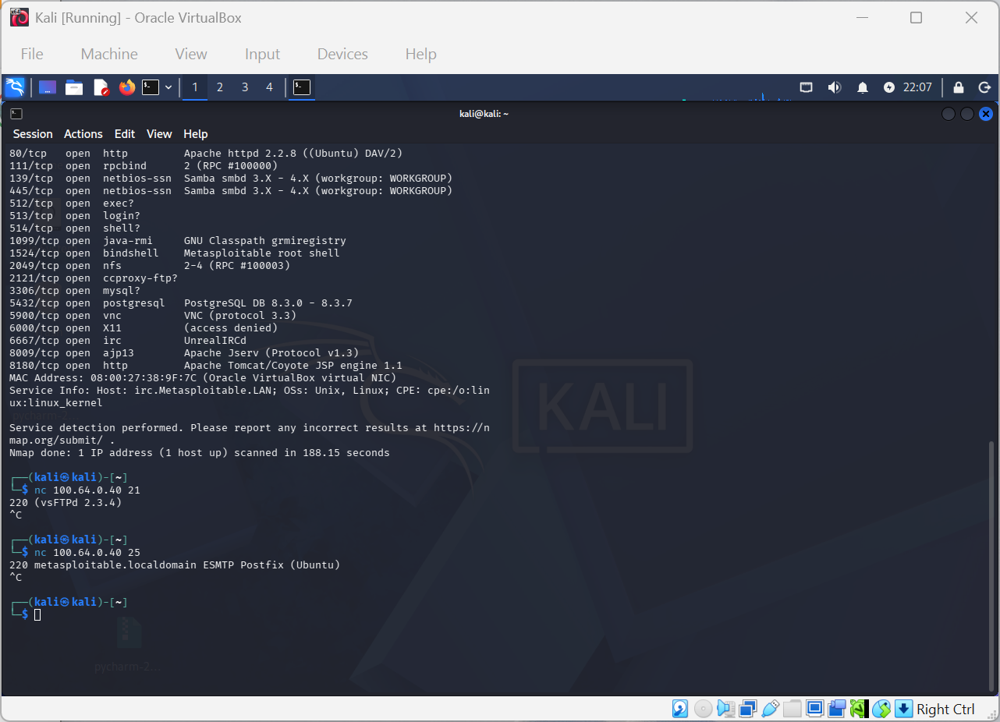 Kali [Running] - Oracle VirtualBox
File Machine View Input Devices Help
1 2 3 4 22:07
kali@kali: ~
Session Actions Edit View Help
80/tcp open http Apache httpd 2.2.8 ((Ubuntu) DAV/2)
111/tcp open rpcbind 2 (RPC #100000)
139/tcp open netbios-ssn Samba smbd 3.X - 4.X (workgroup: WORKGROUP)
445/tcp open netbios-ssn Samba smbd 3.X - 4.X (workgroup: WORKGROUP)
512/tcp open exec?
513/tcp open login?
514/tcp open shell?
1099/tcp open java-rmi GNU Classpath grmiregistry
1524/tcp open bindshell Metasploitable root shell
2049/tcp open nfs 2-4 (RPC #100003)
2121/tcp open ccproxy-ftp?
3306/tcp open mysql?
5432/tcp open postgresql PostgreSQL DB 8.3.0 - 8.3.7
5900/tcp open vnc VNC (protocol 3.3)
6000/tcp open X11 (access denied)
6667/tcp open irc UnrealIRCd
8009/tcp open ajp13 Apache Jserv (Protocol v1.3)
8180/tcp open http Apache Tomcat/Coyote JSP engine 1.1
MAC Address: 08:00:27:38:9F:7C (Oracle VirtualBox virtual NIC)
Service Info: Host: irc.Metasploitable.LAN; OSs: Unix, Linux; CPE: cpe:/o:lin
ux:linux_kernel
pycharm-2...
KALI
Service detection performed. Please report any incorrect results at https://n
map.org/submit/ .
Nmap done: 1 IP address (1 host up) scanned in 188.15 seconds
┌──(kali㉿kali)-[~]
└─$ nc 100.64.0.40 21
220 (vsFTPd 2.3.4)
^C
┌──(kali㉿kali)-[~]
└─$ nc 100.64.0.40 25
220 metasploitable.localdomain ESMTP Postfix (Ubuntu)
^C
┌──(kali㉿kali)-[~]
└─$
pycharm-2...
Right Ctrl